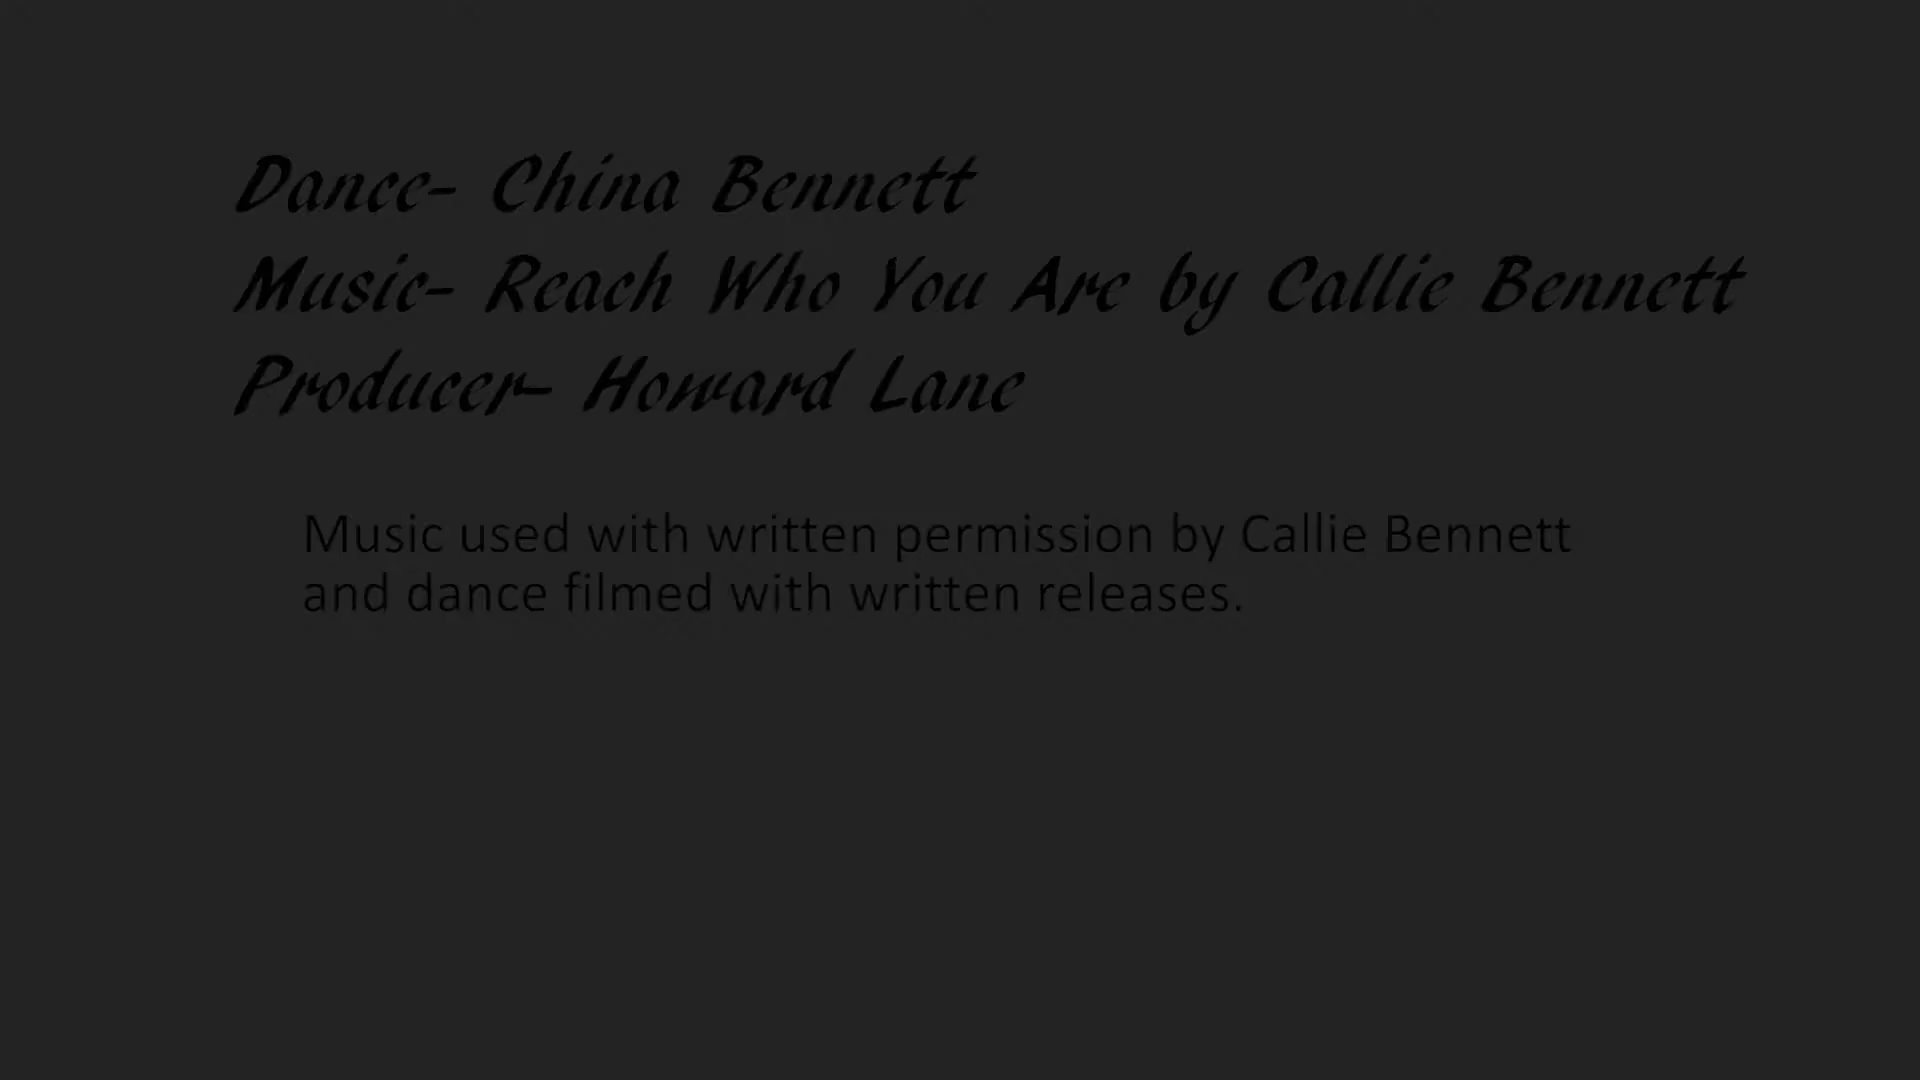 Dance- China Bennett
Music- Reach Who You Are by Callie Bennett
Producer- Howard Lane
Music used with written permission by Callie Bennett
and dance filmed with written releases.